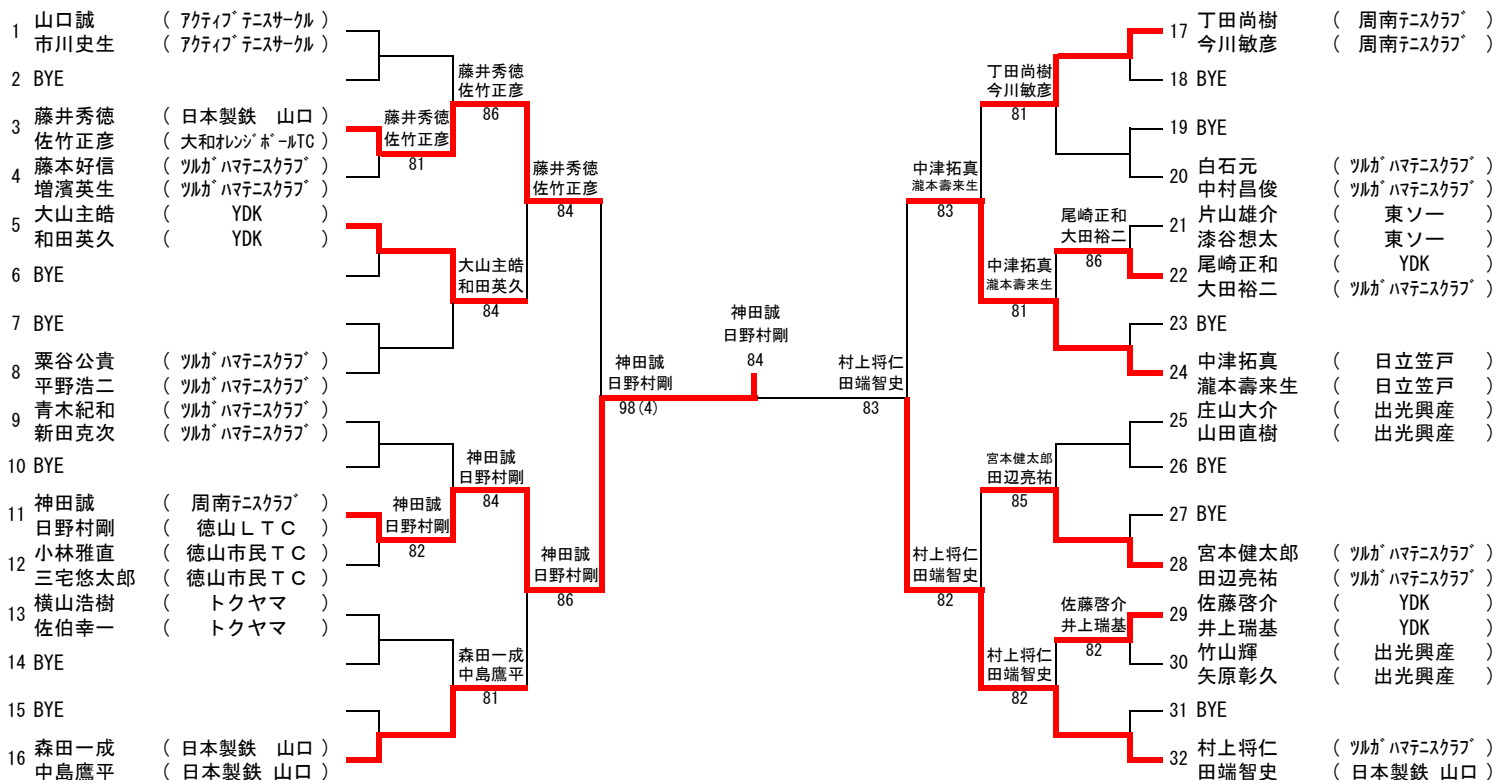 1 山口誠 ( アクティブテニスサークル )
市川史生 ( アクティブテニスサークル )
2 BYE
3 藤井秀徳 ( 日本製鉄 山口 )
佐竹正彦 ( 大和オレンジボールTC )
4 藤本好信 ( ツルガハマテニスクラブ )
増濱英生 ( ツルガハマテニスクラブ )
5 大山主皓 ( YDK )
和田英久 ( YDK )
6 BYE
7 BYE
8 粟谷公貴 ( ツルガハマテニスクラブ )
平野浩二 ( ツルガハマテニスクラブ )
9 青木紀和 ( ツルガハマテニスクラブ )
新田克次 ( ツルガハマテニスクラブ )
10 BYE
11 神田誠 ( 周南テニスクラブ )
日野村剛 ( 徳山LTC )
12 小林雅直 ( 徳山市民TC )
三宅悠太郎 ( 徳山市民TC )
13 横山浩樹 ( トクヤマ )
佐伯幸一 ( トクヤマ )
14 BYE
15 BYE
16 森田一成 ( 日本製鉄 山口 )
中島鷹平 ( 日本製鉄 山口 )
藤井秀徳
佐竹正彦
81
神田誠
日野村剛
82
藤井秀徳
佐竹正彦
86
大山主皓
和田英久
84
神田誠
日野村剛
84
森田一成
中島鷹平
81
藤井秀徳
佐竹正彦
84
神田誠
日野村剛
86
神田誠
日野村剛
98(4)
神田誠
日野村剛
84
村上将仁
田端智史
83
中津拓真
瀧本壽来生
83
村上将仁
田端智史
82
丁田尚樹
今川敏彦
81
中津拓真
瀧本壽来生
81
宮本健太郎
田辺亮祐
85
村上将仁
田端智史
82
尾崎正和
大田裕二
86
佐藤啓介
井上瑞基
82
17 丁田尚樹 ( 周南テニスクラブ )
今川敏彦 ( 周南テニスクラブ )
18 BYE
19 BYE
20 白石元 ( ツルガハマテニスクラブ )
中村昌俊 ( ツルガハマテニスクラブ )
21 片山雄介 ( 東ソー )
漆谷想太 ( 東ソー )
22 尾崎正和 ( YDK )
大田裕二 ( ツルガハマテニスクラブ )
23 BYE
24 中津拓真 ( 日立笠戸 )
瀧本壽来生 ( 日立笠戸 )
25 庄山大介 ( 出光興産 )
山田直樹 ( 出光興産 )
26 BYE
27 BYE
28 宮本健太郎 ( ツルガハマテニスクラブ )
田辺亮祐 ( ツルガハマテニスクラブ )
29 佐藤啓介 ( YDK )
井上瑞基 ( YDK )
30 竹山輝 ( 出光興産 )
矢原彰久 ( 出光興産 )
31 BYE
32 村上将仁 ( ツルガハマテニスクラブ )
田端智史 ( 日本製鉄 山口 )